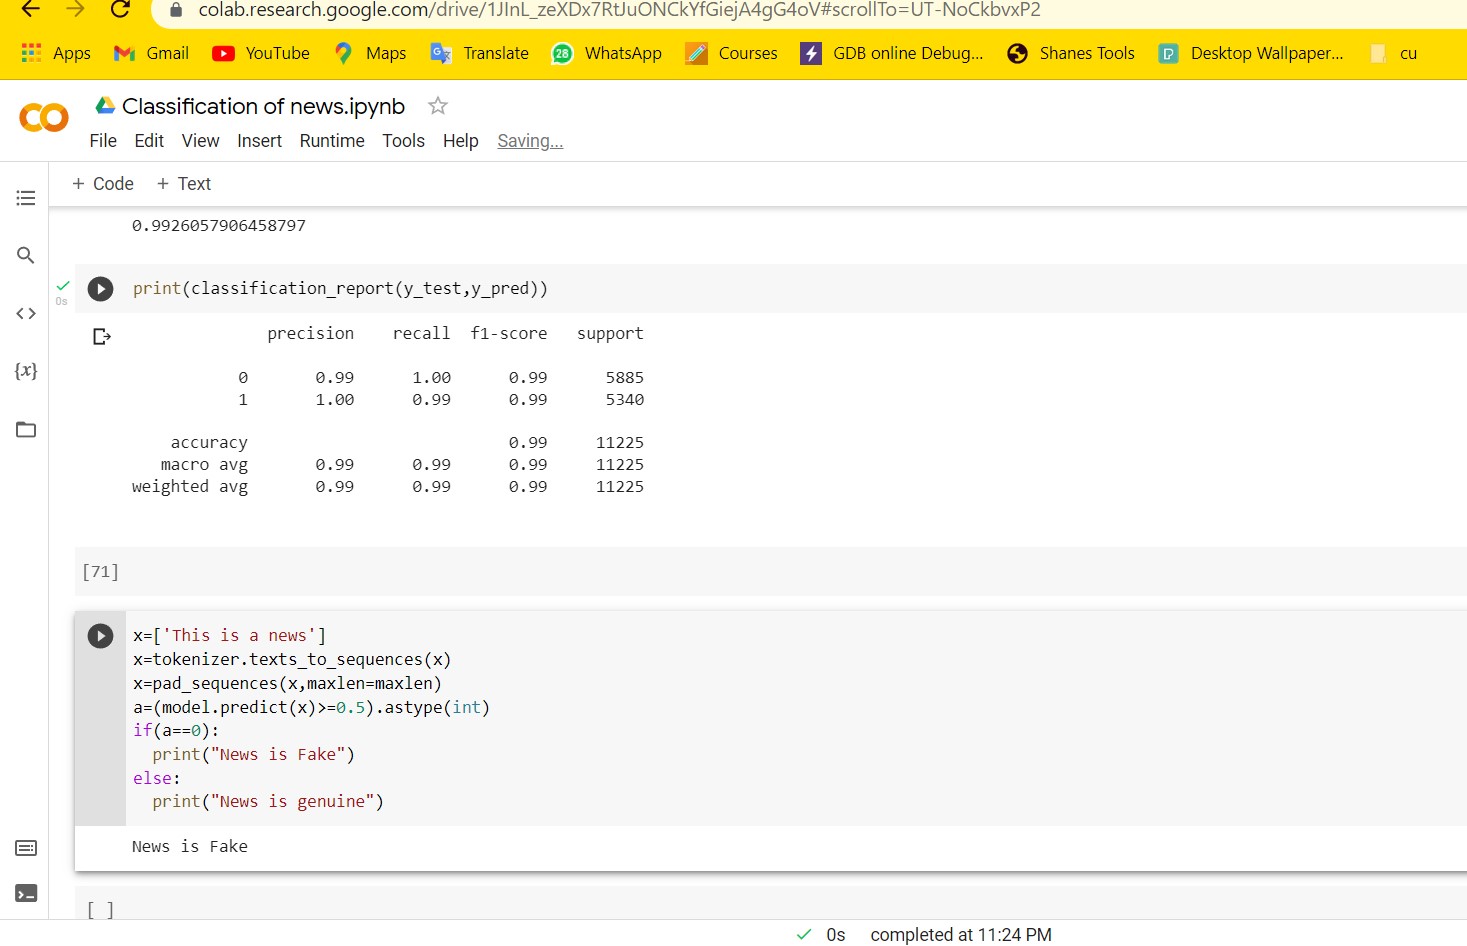 colab.research.google.com/drive/1JInL_zeXDx7RtJuONCkYfGiejA4gG4oV#scrollTo=UT-NoCkbvxP2
Apps Gmail YouTube Maps Translate 28 WhatsApp Courses GDB online Debug... Shanes Tools Desktop Wallpaper... cu
Classification of news.ipynb
File Edit View Insert Runtime Tools Help Saving...
+ Code + Text
0.9926057906458797
print(classification_report(y_test,y_pred))
0s
precision recall f1-score support
0 0.99 1.00 0.99 5885
1 1.00 0.99 0.99 5340
accuracy 0.99 11225
macro avg 0.99 0.99 0.99 11225
weighted avg 0.99 0.99 0.99 11225
{x}
[71]
x=['This is a news']
x=tokenizer.texts_to_sequences(x)
x=pad_sequences(x,maxlen=maxlen)
a=(model.predict(x)>=0.5).astype(int)
if(a==0):
  print("News is Fake")
else:
  print("News is genuine")
News is Fake
[ ]
0s completed at 11:24 PM